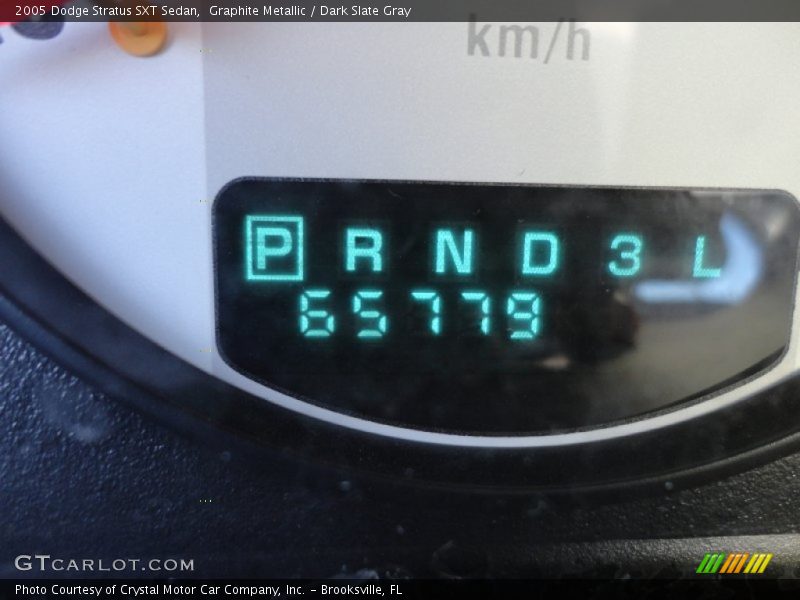 2005 Dodge Stratus SXT Sedan,  Graphite Metallic / Dark Slate Gray
km/h
P R N D 3 L
65779
GTCARLOT.COM
Photo Courtesy of Crystal Motor Car Company, Inc. – Brooksville, FL